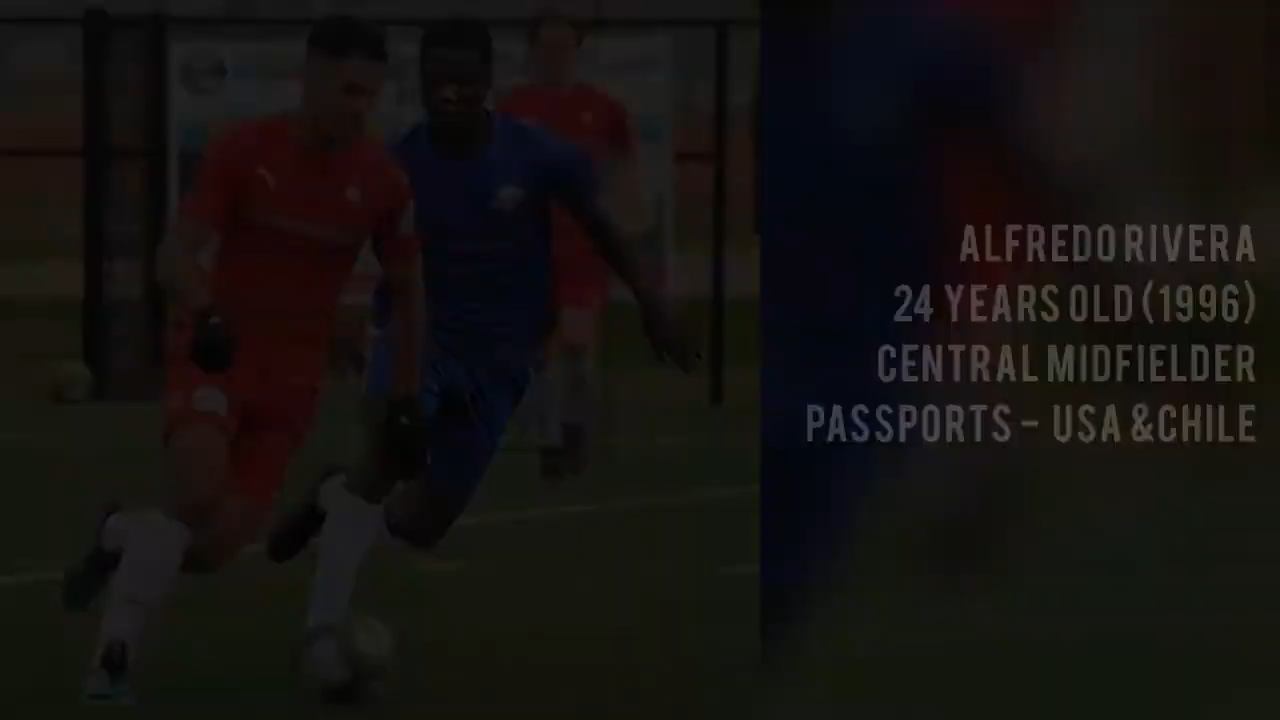 ALFREDO RIVERA
24 YEARS OLD (1996)
CENTRAL MIDFIELDER
PASSPORTS - USA & CHILE